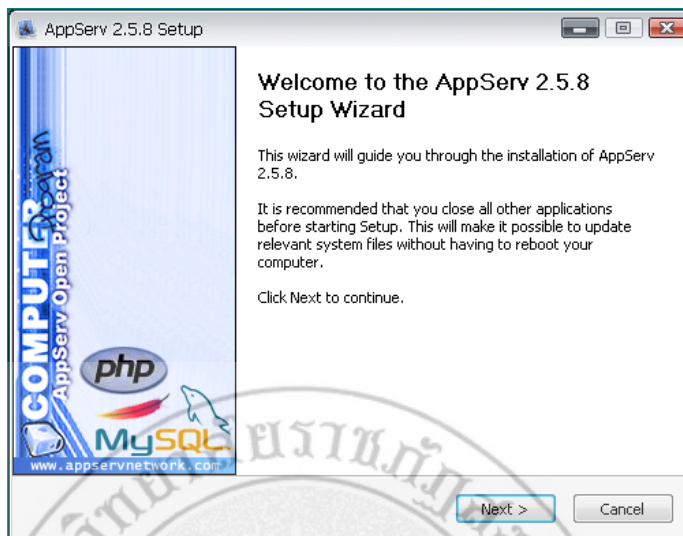 AppServ 2.5.8 Setup
COMPUTER
Program
AppServ Open Project
php
MySQL
www.appservnetwork.com
Welcome to the AppServ 2.5.8
Setup Wizard
This wizard will guide you through the installation of AppServ
2.5.8.
It is recommended that you close all other applications
before starting Setup. This will make it possible to update
relevant system files without having to reboot your
computer.
Click Next to continue.
Next >
Cancel